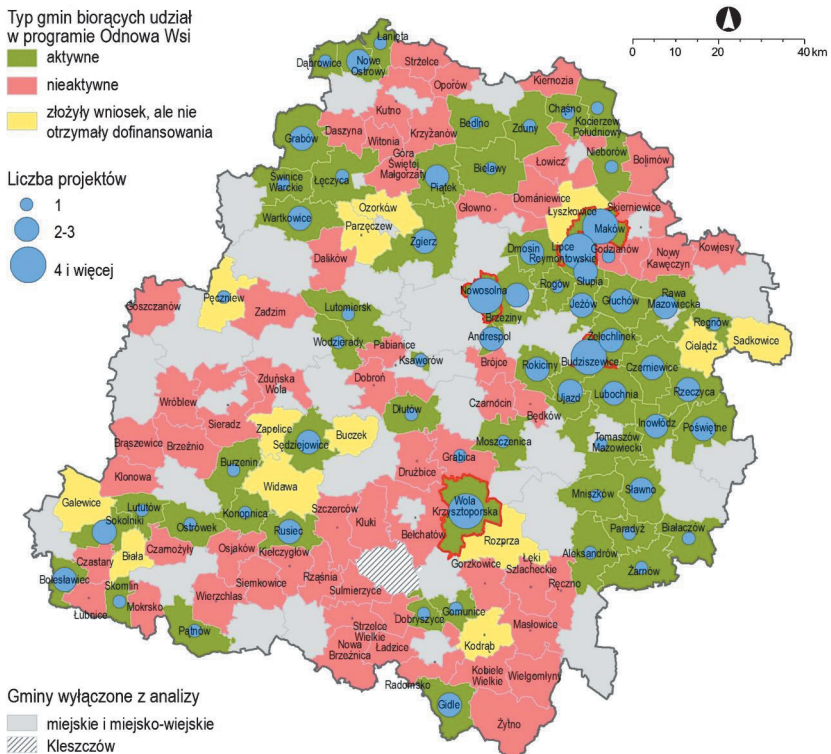 Typ gmin biorących udział
w programie Odnowa Wsi
aktywne
nieaktywne
złożyły wniosek, ale nie
otrzymały dofinansowania
Liczba projektów
1
2-3
4 i więcej
0 10 20 40 km
Łanięta
Dąbrowice
Nowe
Ostrowy
Strzelce
Oporów
Kiernozia
Chaśno
Kocierzew
Południowy
Kutno
Bedlno
Zduny
Nieborów
Grabów
Daszyna
Krzyżanów
Witonia
Łowicz
Bolimów
Góra
Świętej
Małgorzaty
Świnice
Warckie
Łęczyca
Piątek
Bielawy
Domaniewice
Skierniewice
Wartkowice
Ozorków
Parzęczew
Głowno
Łyszkowice
Maków
Zgierz
Dmosin
Lipce
Reymontowskie
Godzianów
Nowy
Kawęczyn
Kowiesy
Dalików
Słupia
Rogów
Goszczanów
Pęczniew
Zadzim
Lutomiersk
Nowosolna
Brzeziny
Jeżów
Głuchów
Rawa
Mazowiecka
Regnów
Sadkowice
Cielądz
Wodzierady
Pabianice
Andrespol
Żelechlinek
Ksawerów
Brójce
Rokiciny
Budziszewice
Czerniewice
Zduńska
Wola
Dobroń
Wróblew
Czarnocin
Ujazd
Lubochnia
Rzeczyca
Sieradz
Dłutów
Będków
Zapolice
Buczek
Inowłódz
Poświętne
Brąszewice
Brzeźnio
Sędziejowice
Moszczenica
Tomaszów
Mazowiecki
Klonowa
Burzenin
Drużbice
Grabica
Widawa
Mniszków
Sławno
Galewice
Lututów
Szczerców
Wola
Krzysztoporska
Sokolniki
Ostrówek
Konopnica
Rusiec
Kluki
Bełchatów
Rozprza
Paradyż
Białaczów
Biała
Czarnożyły
Osjaków
Kiełczygłów
Łęki
Szlacheckie
Aleksandrów
Czastary
Gorzkowice
Żarnów
Bolesławiec
Skomlin
Siemkowice
Rząśnia
Sulmierzyce
Ręczno
Łubnice
Mokrsko
Wierzchlas
Dobryszyce
Gomunice
Masłowice
Pątnów
Strzelce
Wielkie
Nowa
Brzeźnica
Ładzice
Kodrąb
Radomsko
Kobiele
Wielkie
Wielgomłyny
Gidle
Żytno
Gminy wyłączone z analizy
miejskie i miejsko-wiejskie
Kleszczów